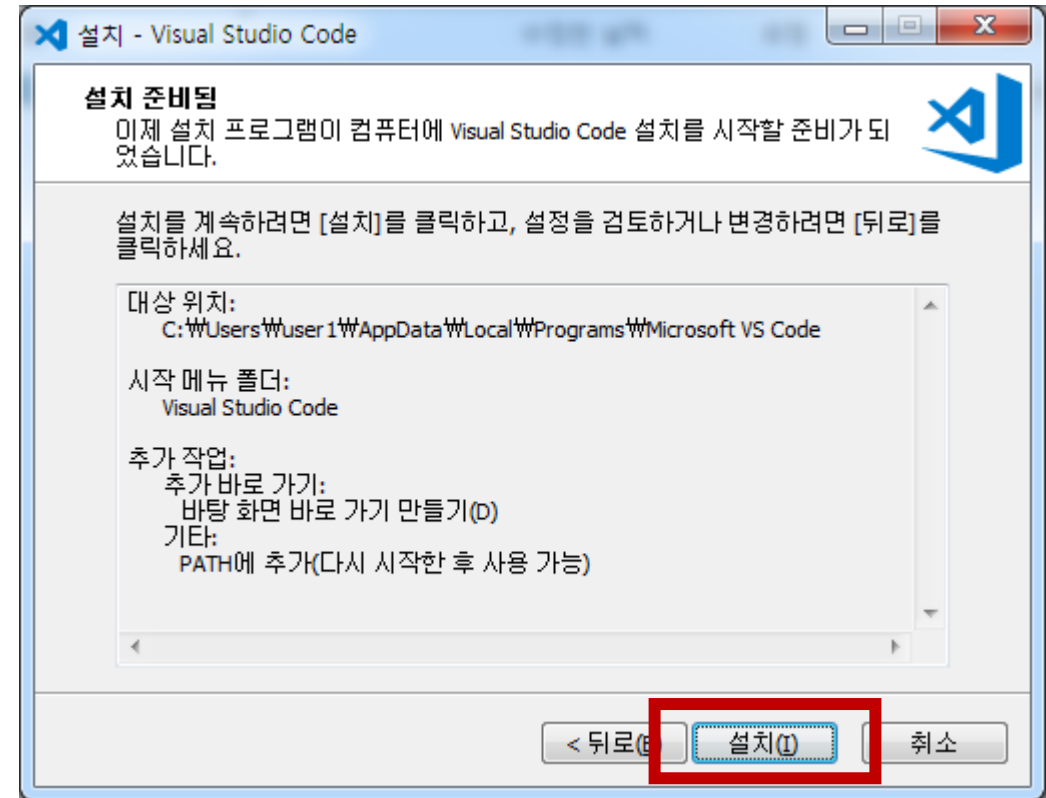 설치 - Visual Studio Code
설치 준비됨
이제 설치 프로그램이 컴퓨터에 Visual Studio Code 설치를 시작할 준비가 되
었습니다.
설치를 계속하려면 [설치]를 클릭하고, 설정을 검토하거나 변경하려면 [뒤로]를
클릭하세요.
대상 위치:
C:₩Users₩user1₩AppData₩Local₩Programs₩Microsoft VS Code
시작 메뉴 폴더:
Visual Studio Code
추가 작업:
추가 바로 가기:
바탕 화면 바로 가기 만들기(D)
기타:
PATH에 추가(다시 시작한 후 사용 가능)
< 뒤로(B) 설치(I) 취소